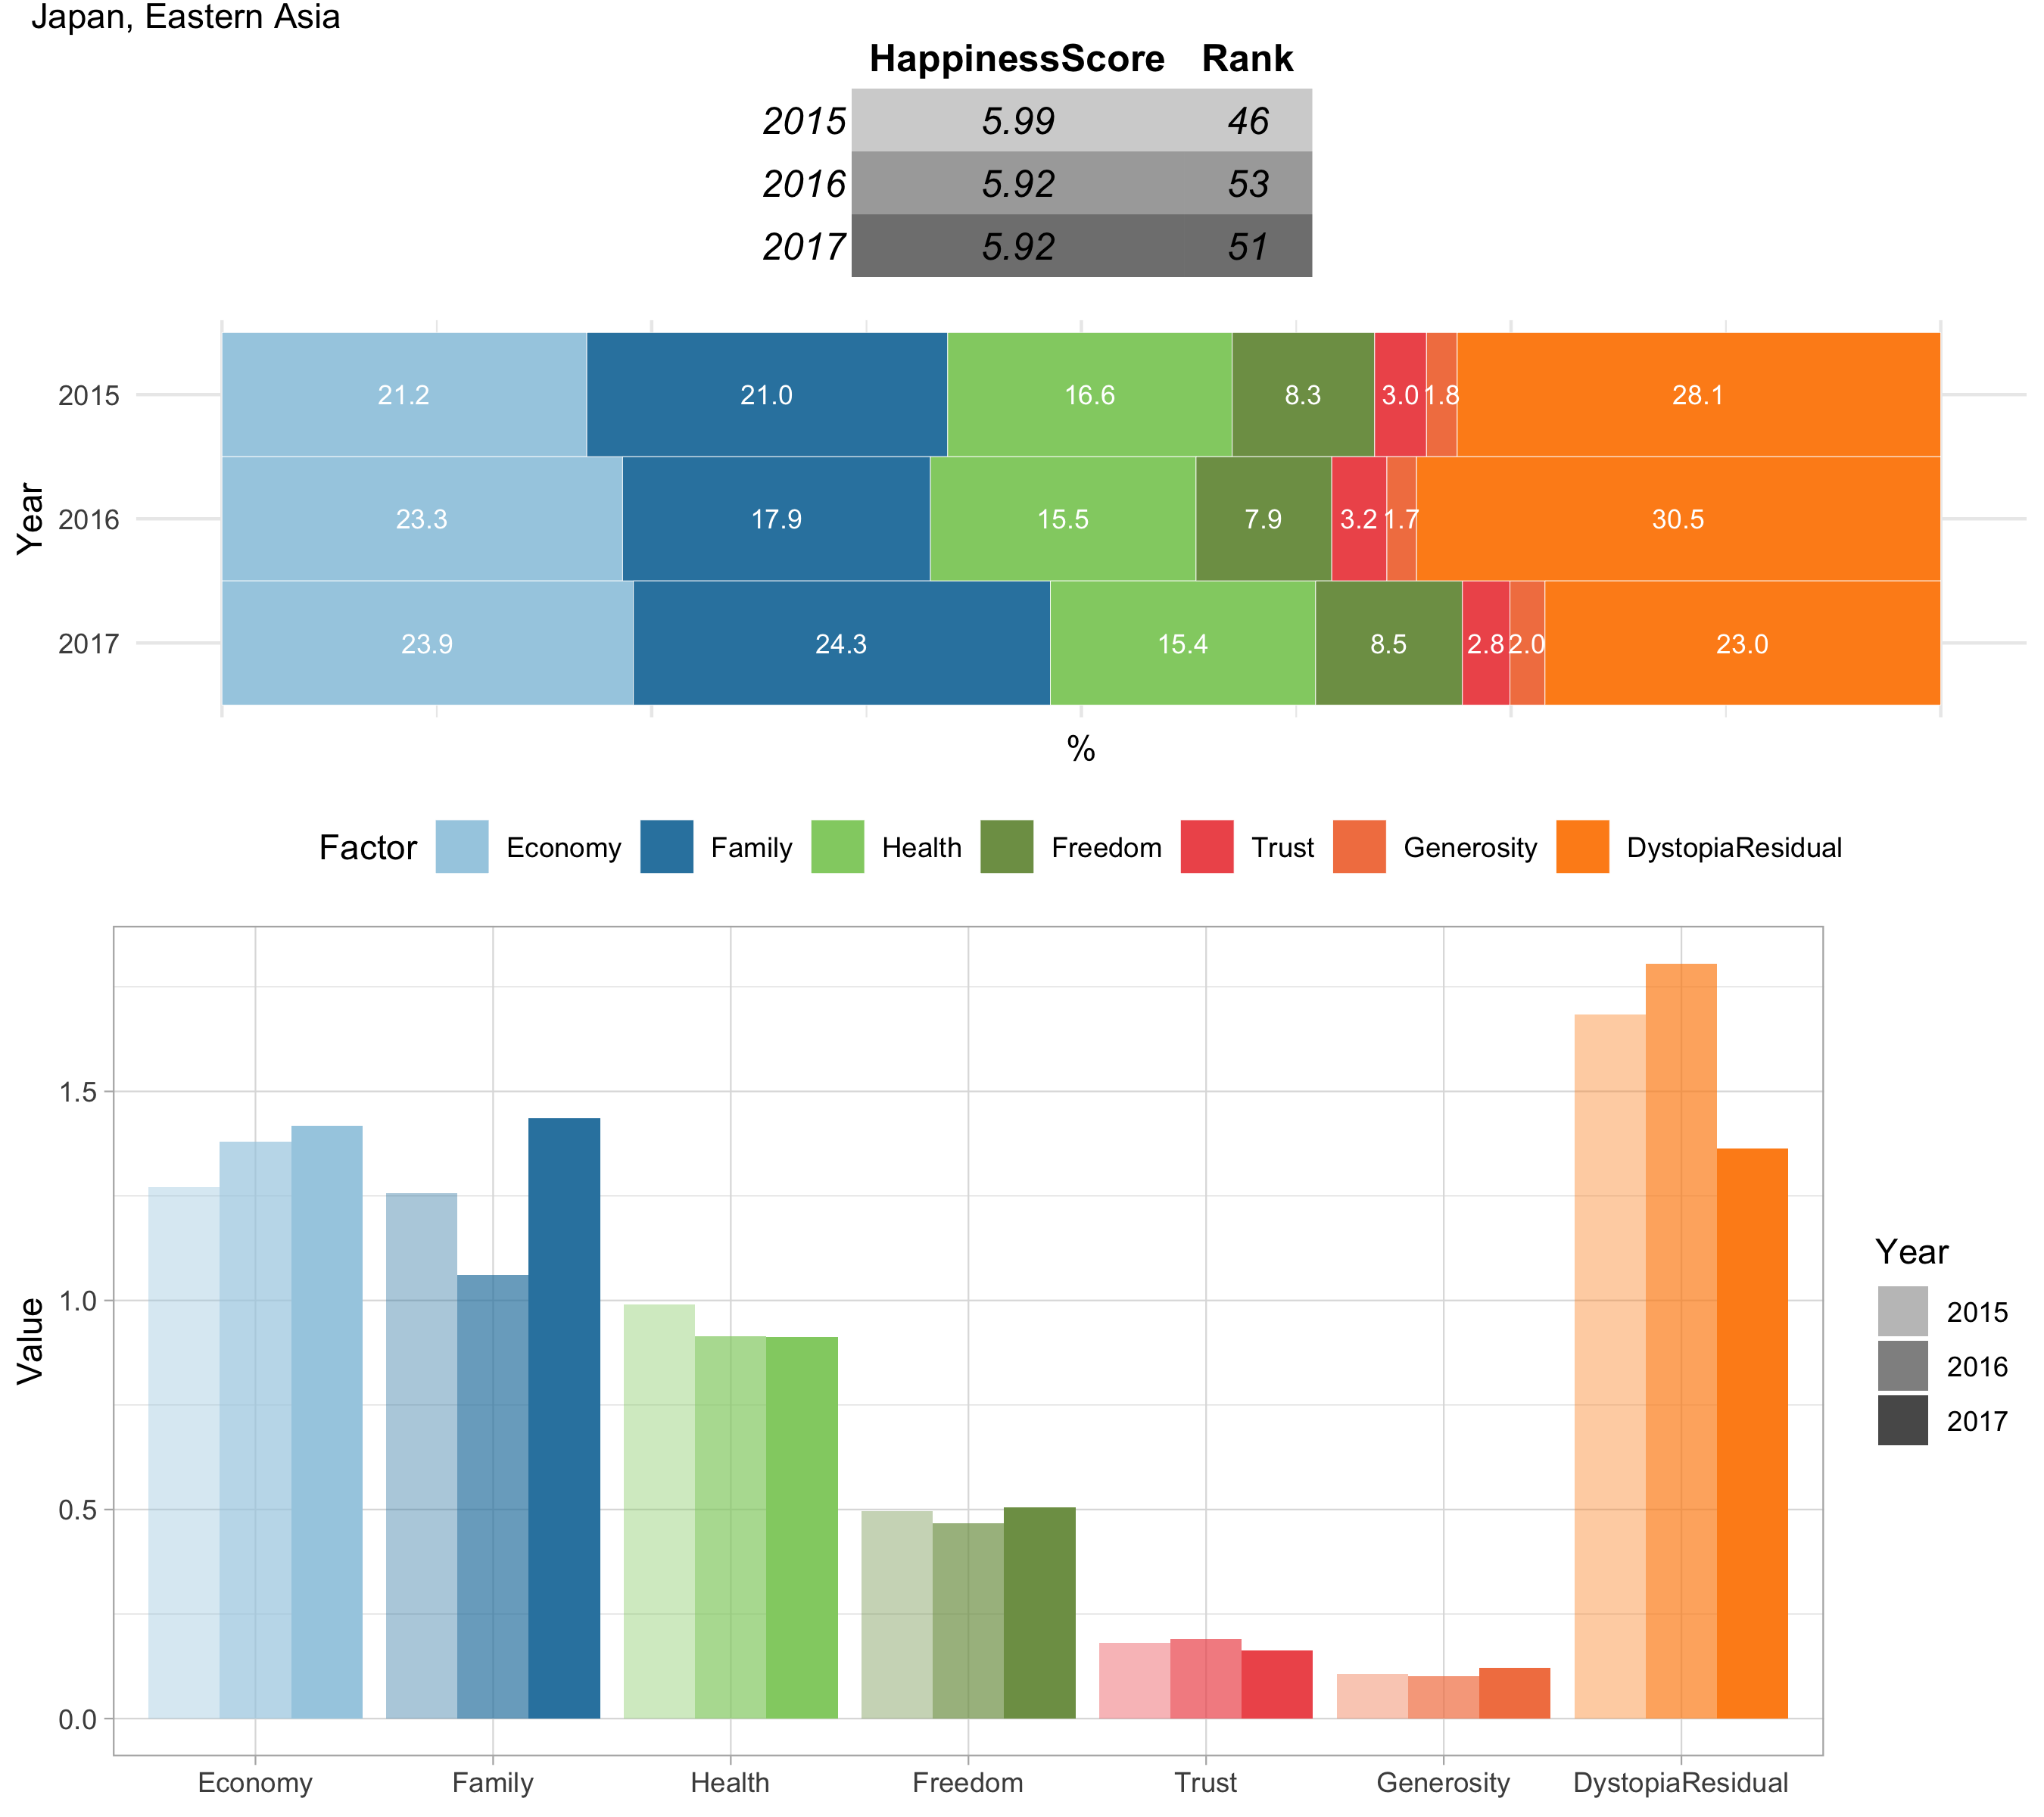 Japan, Eastern Asia
HappinessScore Rank
2015 5.99 46
2016 5.92 53
2017 5.92 51
Year
2015 21.2 21.0 16.6 8.3 3.0 1.8 28.1
2016 23.3 17.9 15.5 7.9 3.2 1.7 30.5
2017 23.9 24.3 15.4 8.5 2.8 2.0 23.0
%
Factor Economy Family Health Freedom Trust Generosity DystopiaResidual
Value
1.5
1.0
0.5
0.0
Economy Family Health Freedom Trust Generosity DystopiaResidual
Year
2015
2016
2017